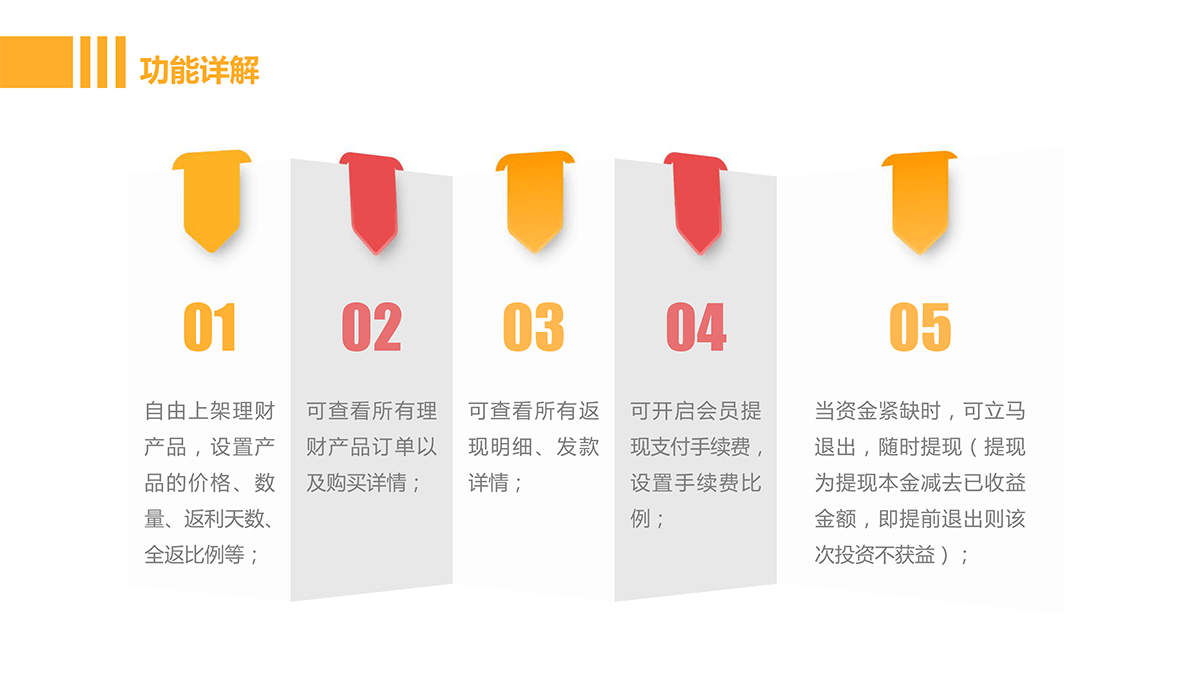 功能详解
01
自由上架理财
产品，设置产
品的价格、数
量、返利天数、
全返比例等；
02
可查看所有理
财产品订单以
及购买详情；
03
可查看所有返
现明细、发款
详情；
04
可开启会员提
现支付手续费，
设置手续费比
例；
05
当资金紧缺时，可立马
退出，随时提现（提现
为提现本金减去已收益
金额，即提前退出则该
次投资不获益）；